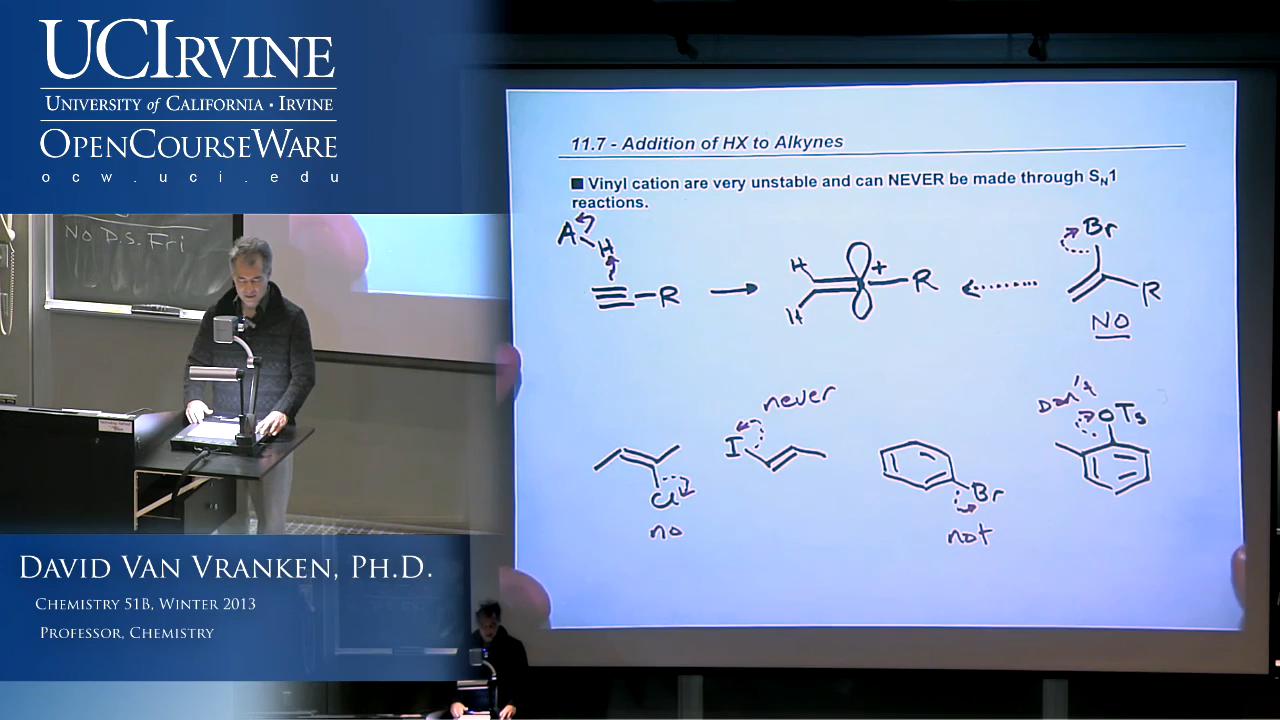 UCIRVINE
UNIVERSITY of CALIFORNIA · IRVINE
OPENCOURSEWARE
ocw.uci.edu
No D.S. Fri
DAVID VAN VRANKEN, PH.D.
CHEMISTRY 51B, WINTER 2013
PROFESSOR, CHEMISTRY
11.7 - Addition of HX to Alkynes
■ Vinyl cation are very unstable and can NEVER be made through SN1
reactions.
A H
R
H + R
H
Br
R
NO
never
Don't
I
OTs
Cl
Br
no
not